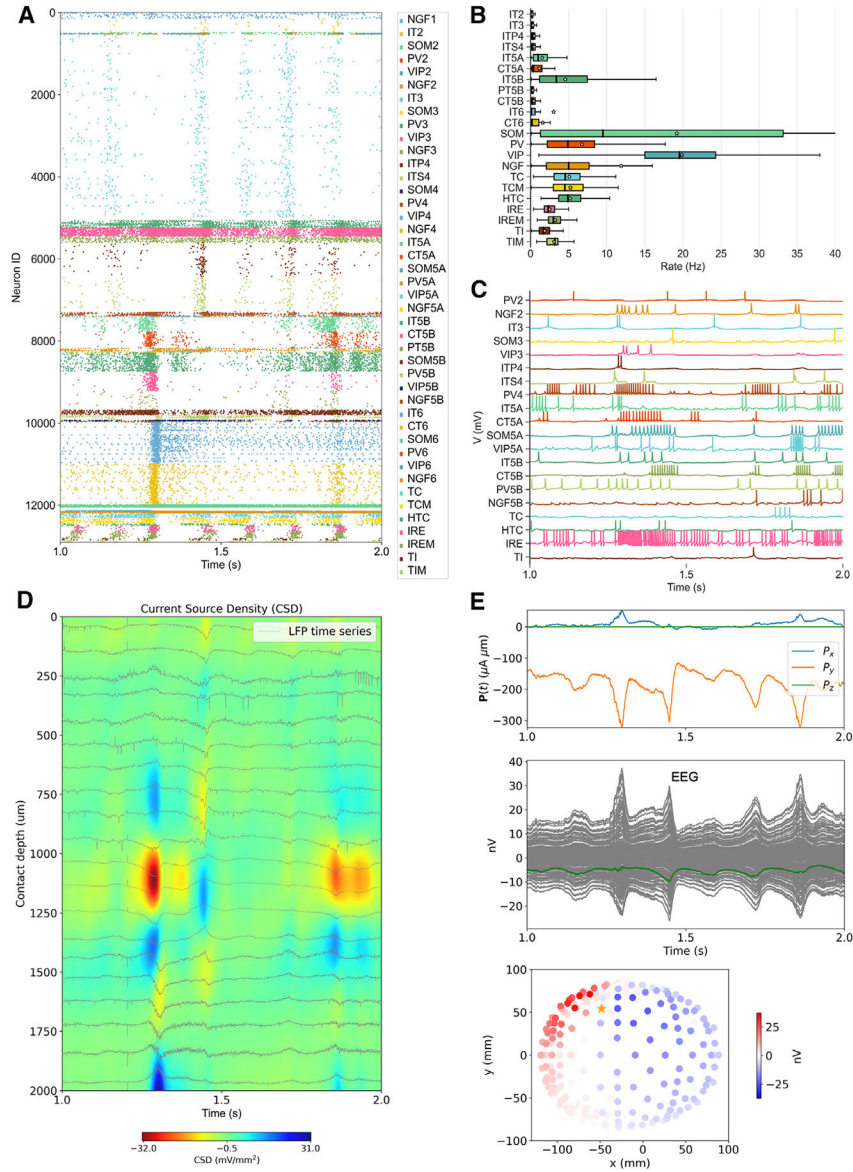 A
0
2000
4000
6000
8000
10000
12000
Neuron ID
1.0
1.5
2.0
Time (s)
NGF1
IT2
SOM2
PV2
VIP2
NGF2
IT3
SOM3
PV3
VIP3
NGF3
ITP4
ITS4
SOM4
PV4
VIP4
NGF4
IT5A
CT5A
SOM5A
PV5A
VIP5A
NGF5A
IT5B
CT5B
PT5B
SOM5B
PV5B
VIP5B
NGF5B
IT6
CT6
SOM6
PV6
VIP6
NGF6
TC
TCM
HTC
IRE
IREM
TI
TIM
B
IT2
IT3
ITP4
ITS4
IT5A
CT5A
IT5B
PT5B
CT5B
IT6
CT6
SOM
PV
VIP
NGF
TC
TCM
HTC
IRE
IREM
TI
TIM
0
5
10
15
20
25
30
35
40
Rate (Hz)
C
PV2
NGF2
IT3
SOM3
VIP3
ITP4
ITS4
PV4
IT5A
CT5A
SOM5A
VIP5A
IT5B
CT5B
PV5B
NGF5B
TC
HTC
IRE
TI
V (mV)
1.0
1.5
2.0
Time (s)
D
Current Source Density (CSD)
LFP time series
0
250
500
750
1000
1250
1500
1750
2000
Contact depth (um)
1.0
1.5
2.0
Time (s)
−32.0
−0.5
31.0
CSD (mV/mm²)
E
0
−100
−200
−300
P(t) (μA μm)
Px
Py
Pz
1.0
1.5
2.0
EEG
40
30
20
10
0
−10
−20
nV
1.0
1.5
2.0
Time (s)
100
50
0
−50
−100
y (mm)
−100
−50
0
50
100
x (mm)
25
0
−25
nV